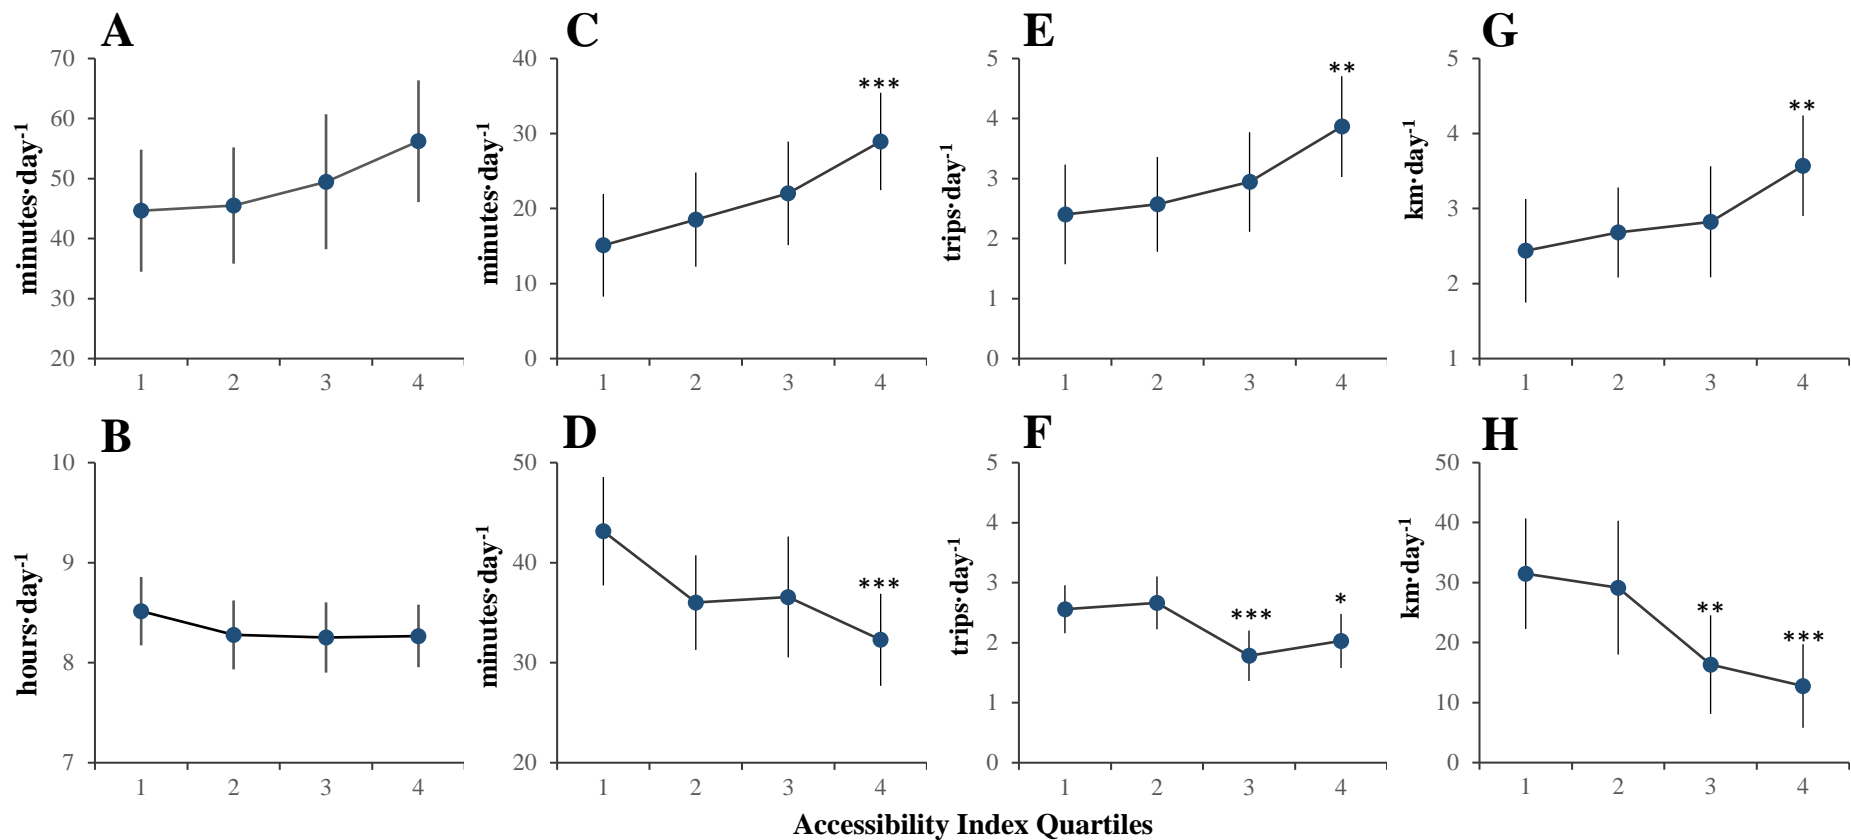 A
C
E
G
70
60
50
40
30
20
minutes·day-1
1 2 3 4
40
30
20
10
0
minutes·day-1
***
1 2 3 4
5
4
3
2
1
0
trips·day-1
**
1 2 3 4
5
4
3
2
1
km·day-1
**
1 2 3 4
B
D
F
H
10
9
8
7
hours·day-1
1 2 3 4
50
40
30
20
minutes·day-1
***
1 2 3 4
5
4
3
2
1
0
trips·day-1
***
*
1 2 3 4
50
40
30
20
10
0
km·day-1
**
***
1 2 3 4
Accessibility Index Quartiles